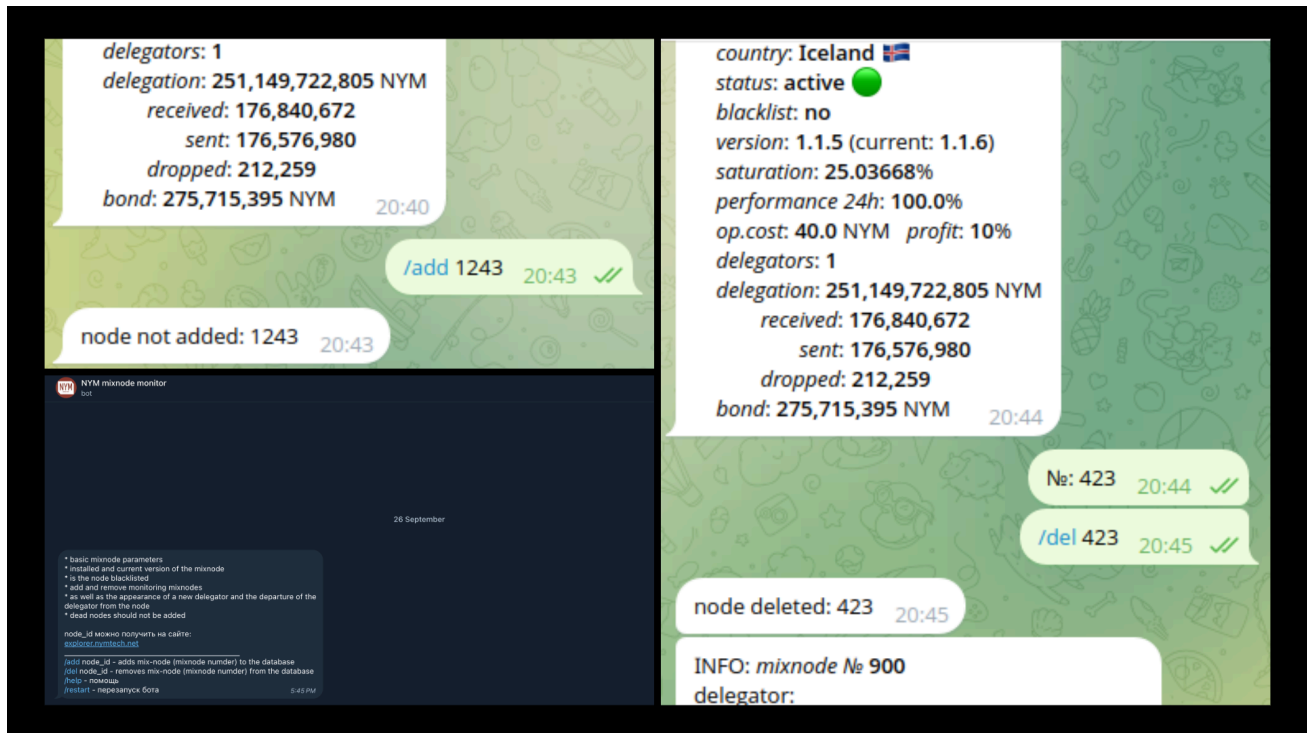 delegators: 1
delegation: 251,149,722,805 NYM
received: 176,840,672
sent: 176,576,980
dropped: 212,259
bond: 275,715,395 NYM
20:40
/add 1243 20:43
node not added: 1243 20:43
NYM
NYM mixnode monitor
bot
26 September
* basic mixnode parameters
* installed and current version of the mixnode
* is the node blacklisted
* add and remove monitoring mixnodes
* as well as the appearance of a new delegator and the departure of the
delegator from the node
* dead nodes should not be added
node_id можно получить на сайте:
explorer.nymtech.net
/add node_id - adds mix-node (mixnode numder) to the database
/del node_id - removes mix-node (mixnode numder) from the database
/help - помощь
/restart - перезапуск бота
5:45 PM
country: Iceland
status: active
blacklist: no
version: 1.1.5 (current: 1.1.6)
saturation: 25.03668%
performance 24h: 100.0%
op.cost: 40.0 NYM profit: 10%
delegators: 1
delegation: 251,149,722,805 NYM
received: 176,840,672
sent: 176,576,980
dropped: 212,259
bond: 275,715,395 NYM
20:44
№: 423 20:44
/del 423 20:45
node deleted: 423 20:45
INFO: mixnode № 900
delegator: